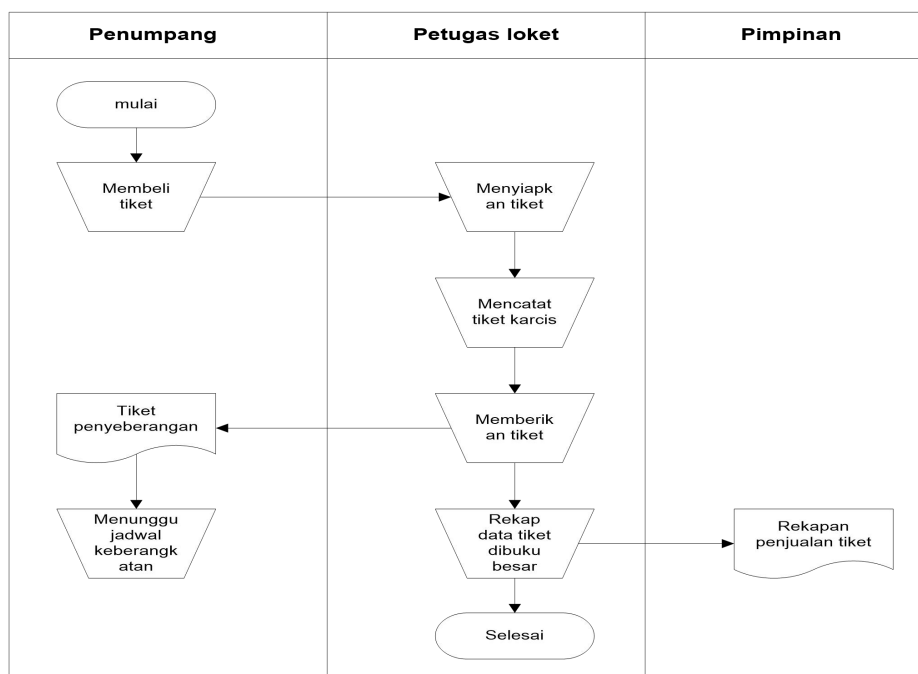 Penumpang
Petugas loket
Pimpinan
mulai
Membeli
tiket
Menyiapk
an tiket
Mencatat
tiket karcis
Memberik
an tiket
Tiket
penyeberangan
Menunggu
jadwal
keberangk
atan
Rekap
data tiket
dibuku
besar
Rekapan
penjualan tiket
Selesai